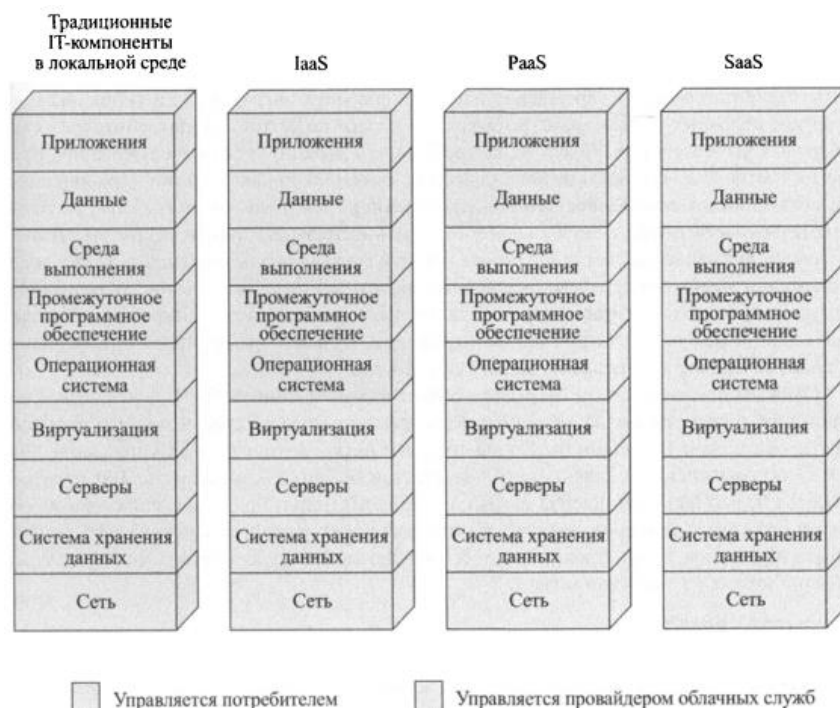 Традиционные
IT-компоненты
в локальной среде
IaaS
PaaS
SaaS
Приложения
Данные
Среда
выполнения
Промежуточное
программное
обеспечение
Операционная
система
Виртуализация
Серверы
Система хранения
данных
Сеть
Приложения
Данные
Среда
выполнения
Промежуточное
программное
обеспечение
Операционная
система
Виртуализация
Серверы
Система хранения
данных
Сеть
Приложения
Данные
Среда
выполнения
Промежуточное
программное
обеспечение
Операционная
система
Виртуализация
Серверы
Система хранения
данных
Сеть
Приложения
Данные
Среда
выполнения
Промежуточное
программное
обеспечение
Операционная
система
Виртуализация
Серверы
Система хранения
данных
Сеть
Управляется потребителем
Управляется провайдером облачных служб